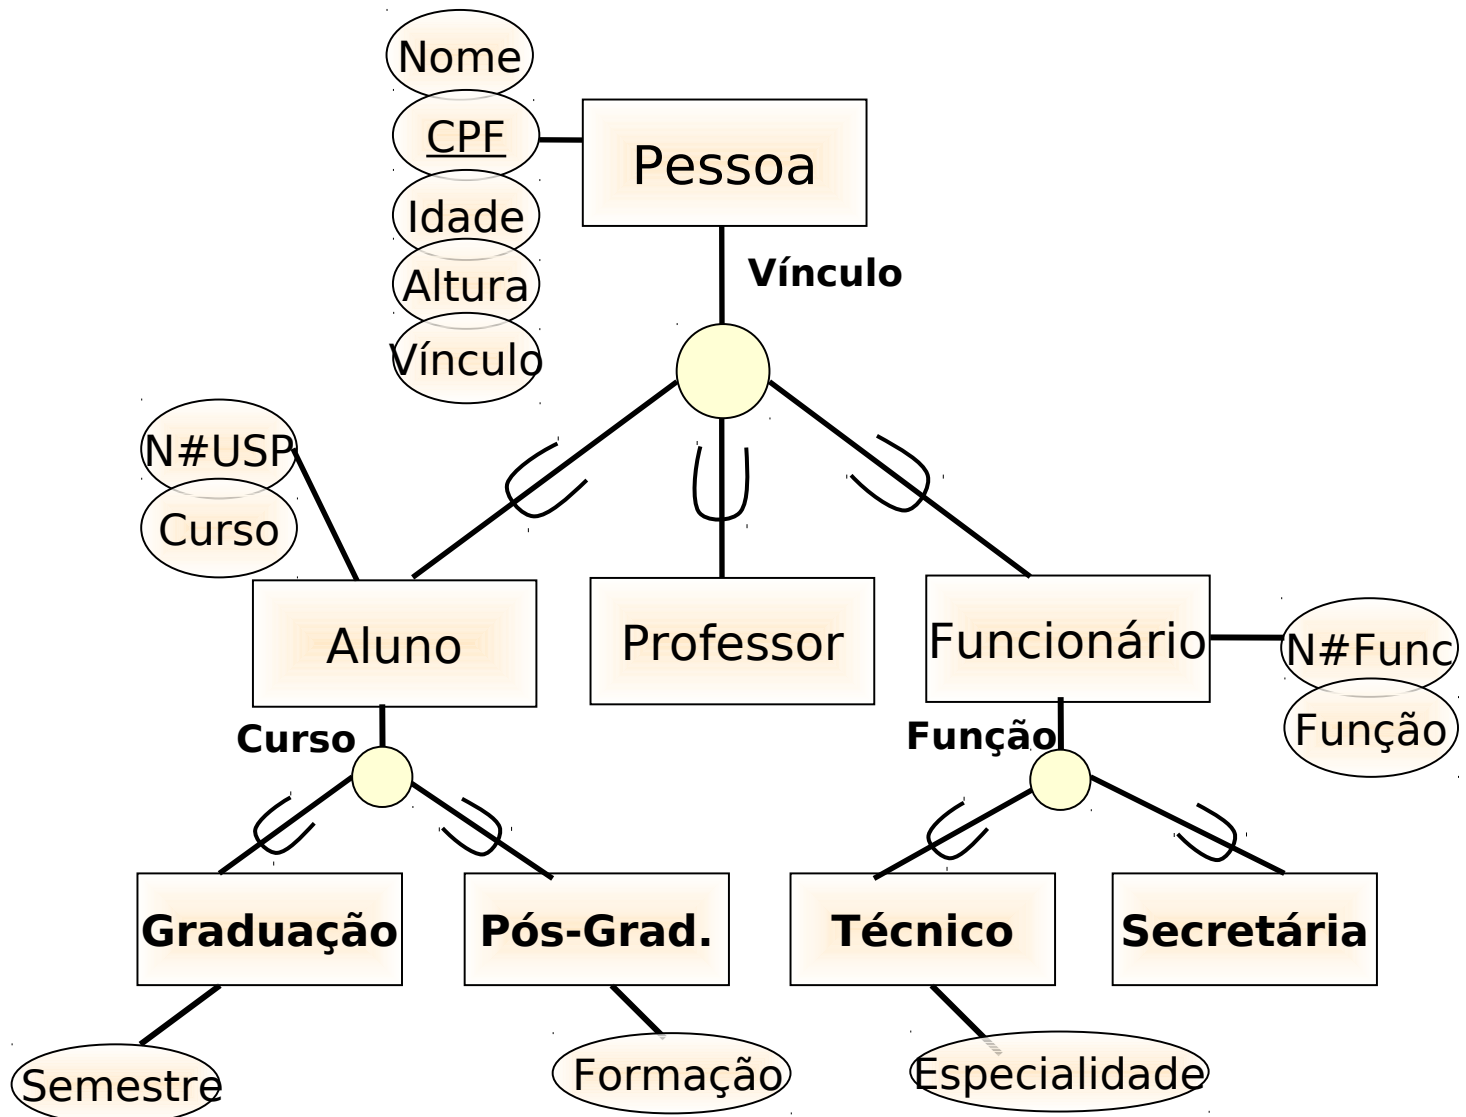 Nome
CPF
Pessoa
Idade
Vínculo
Altura
Vínculo
N#USP
Curso
Aluno
Professor
Funcionário
N#Func
Função
Curso
Função
Graduação
Pós-Grad.
Técnico
Secretária
Semestre
Formação
Especialidade